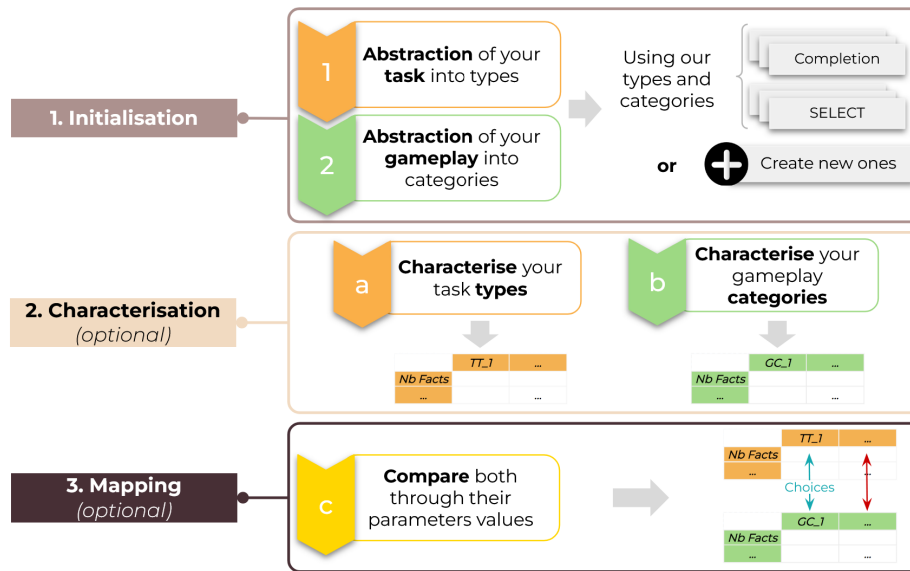 1. Initialisation
1
Abstraction of your
task into types
2
Abstraction of your
gameplay into
categories
Using our
types and
categories
Completion
SELECT
or
Create new ones
2. Characterisation
(optional)
a
Characterise your
task types
TT_1 ...
Nb Facts
... ...
b
Characterise your
gameplay
categories
GC_1 ...
Nb Facts
... ...
3. Mapping
(optional)
c
Compare both
through their
parameters values
TT_1 ...
Nb Facts
...
Choices
GC_1 ...
Nb Facts
... ...